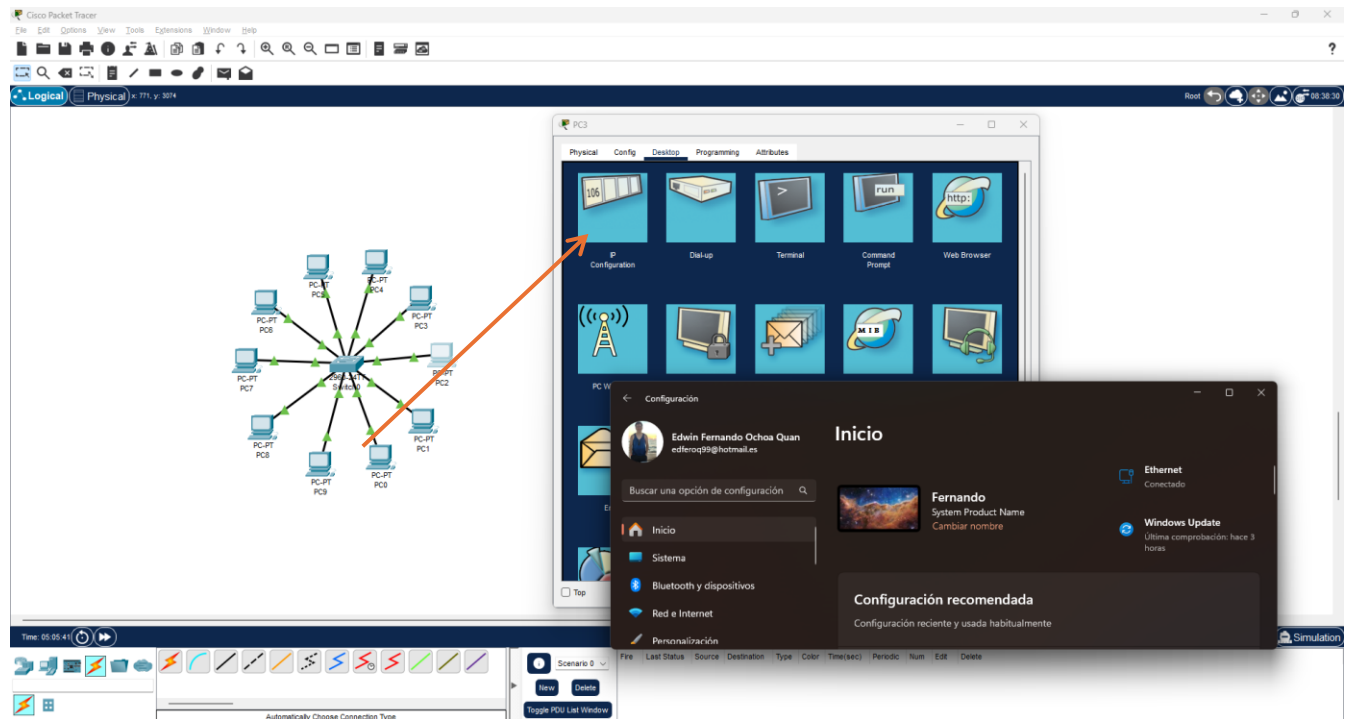 Cisco Packet Tracer
File Edit Options View Tools Extensions Window Help
?
Logical Physical x: 771, y: 3074
Root 08:38:30
PC3
Physical Config Desktop Programming Attributes
106
>
run
http:
IP Configuration
Dial-up
Terminal
Command Prompt
Web Browser
MIB
PC W
Top
PC-PT
PC5
PC-PT
PC4
PC-PT
PC6
PC-PT
PC3
PC-PT
PC7
Switch0
PC-PT
PC2
PC-PT
PC8
PC-PT
PC1
PC-PT
PC9
PC-PT
PC0
Configuración
Edwin Fernando Ochoa Quan
edferoq99@hotmail.es
Buscar una opción de configuración
Inicio
Sistema
Bluetooth y dispositivos
Red e Internet
Personalización
Inicio
Fernando
System Product Name
Cambiar nombre
Ethernet
Conectado
Windows Update
Última comprobación: hace 3
horas
Configuración recomendada
Configuración reciente y usada habitualmente
Time: 05:05:41
Simulation
Scenario 0
New Delete
Toggle PDU List Window
Fire Last Status Source Destination Type Color Time(sec) Periodic Num Edit Delete
Automatically Choose Connection Type